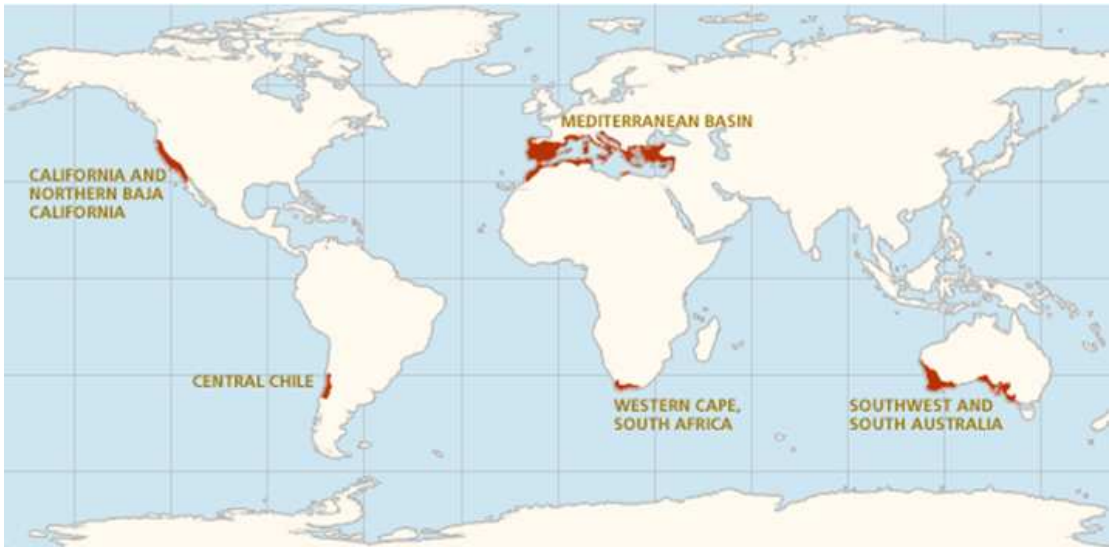 MEDITERRANEAN BASIN
CALIFORNIA AND
NORTHERN BAJA
CALIFORNIA
CENTRAL CHILE
WESTERN CAPE,
SOUTH AFRICA
SOUTHWEST AND
SOUTH AUSTRALIA